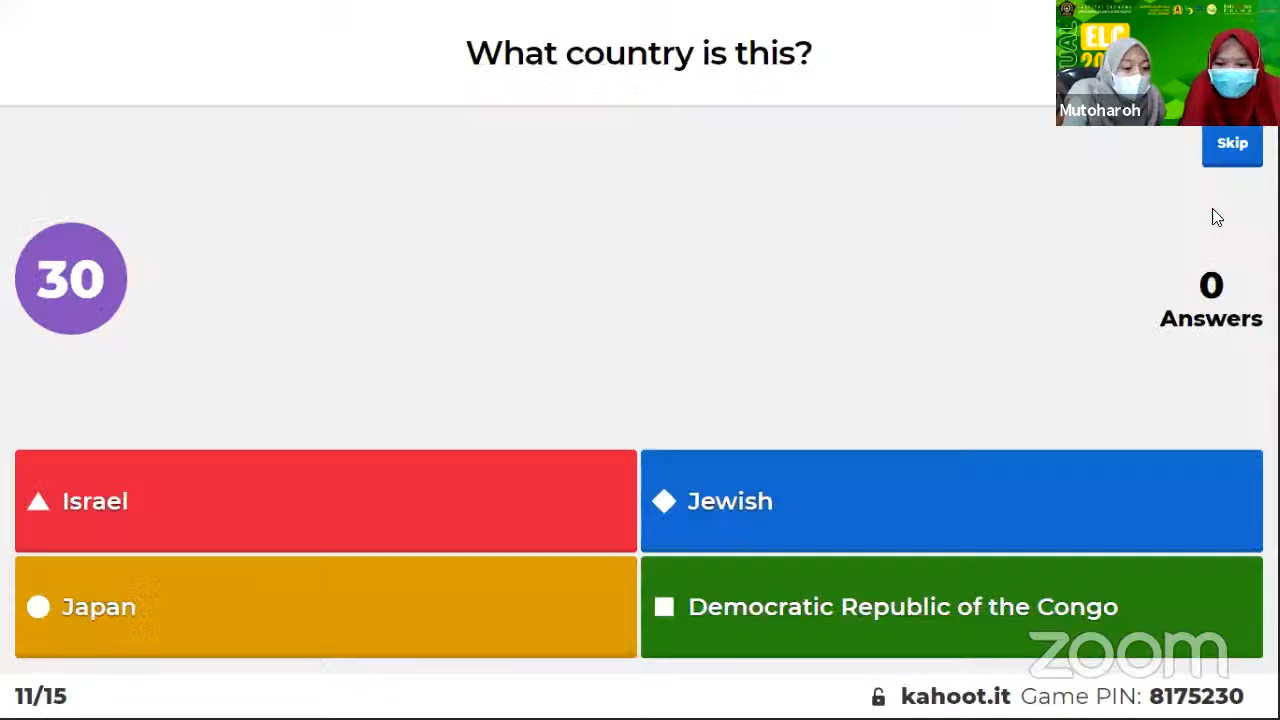 What country is this?
ELC
Mutoharoh
Skip
30
0
Answers
Israel
Jewish
Japan
Democratic Republic of the Congo
zoom
11/15
kahoot.it Game PIN: 8175230